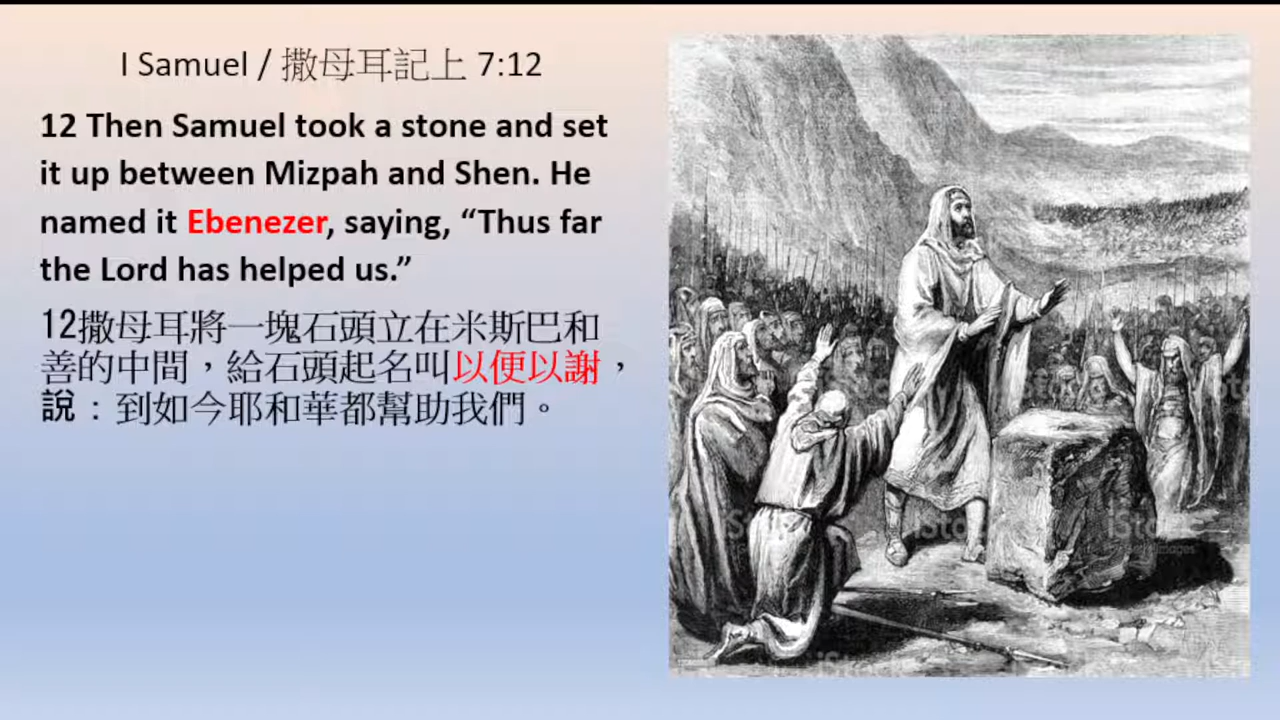 I Samuel / 撒母耳記上 7:12
12 Then Samuel took a stone and set
it up between Mizpah and Shen. He
named it Ebenezer, saying, “Thus far
the Lord has helped us.”
12撒母耳將一塊石頭立在米斯巴和
善的中間，給石頭起名叫以便以謝，
說：到如今耶和華都幫助我們。
iStock
iStock